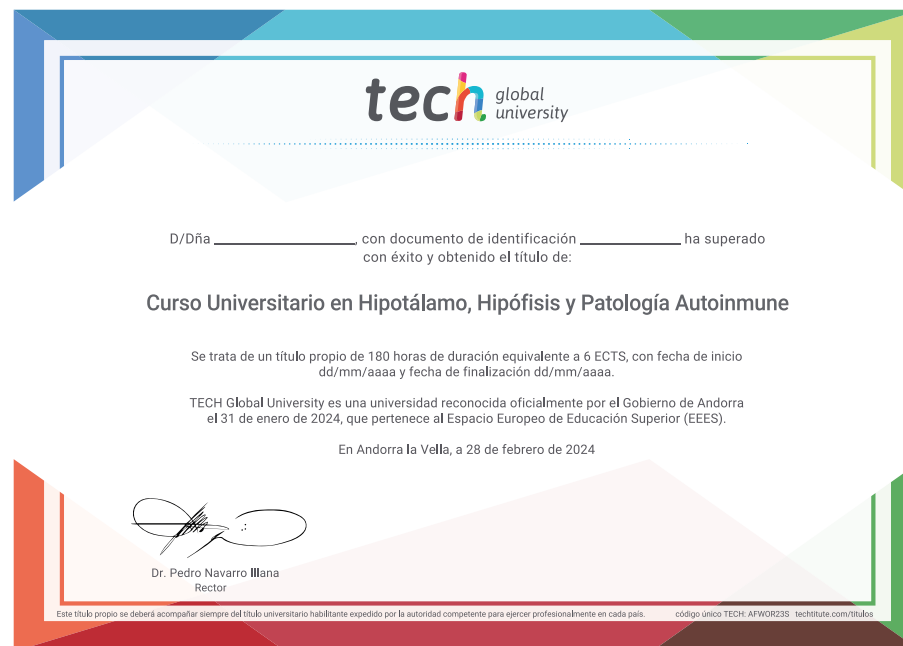 tech global university
D/Dña ____________, con documento de identificación ____________ ha superado
con éxito y obtenido el título de:
Curso Universitario en Hipotálamo, Hipófisis y Patología Autoinmune
Se trata de un título propio de 180 horas de duración equivalente a 6 ECTS, con fecha de inicio
dd/mm/aaaa y fecha de finalización dd/mm/aaaa.
TECH Global University es una universidad reconocida oficialmente por el Gobierno de Andorra
el 31 de enero de 2024, que pertenece al Espacio Europeo de Educación Superior (EEES).
En Andorra la Vella, a 28 de febrero de 2024
Dr. Pedro Navarro Illana
Rector
Este título propio se deberá acompañar siempre del título universitario habilitante expedido por la autoridad competente para ejercer profesionalmente en cada país. código único TECH: AFWOR23S techtitute.com/titulos